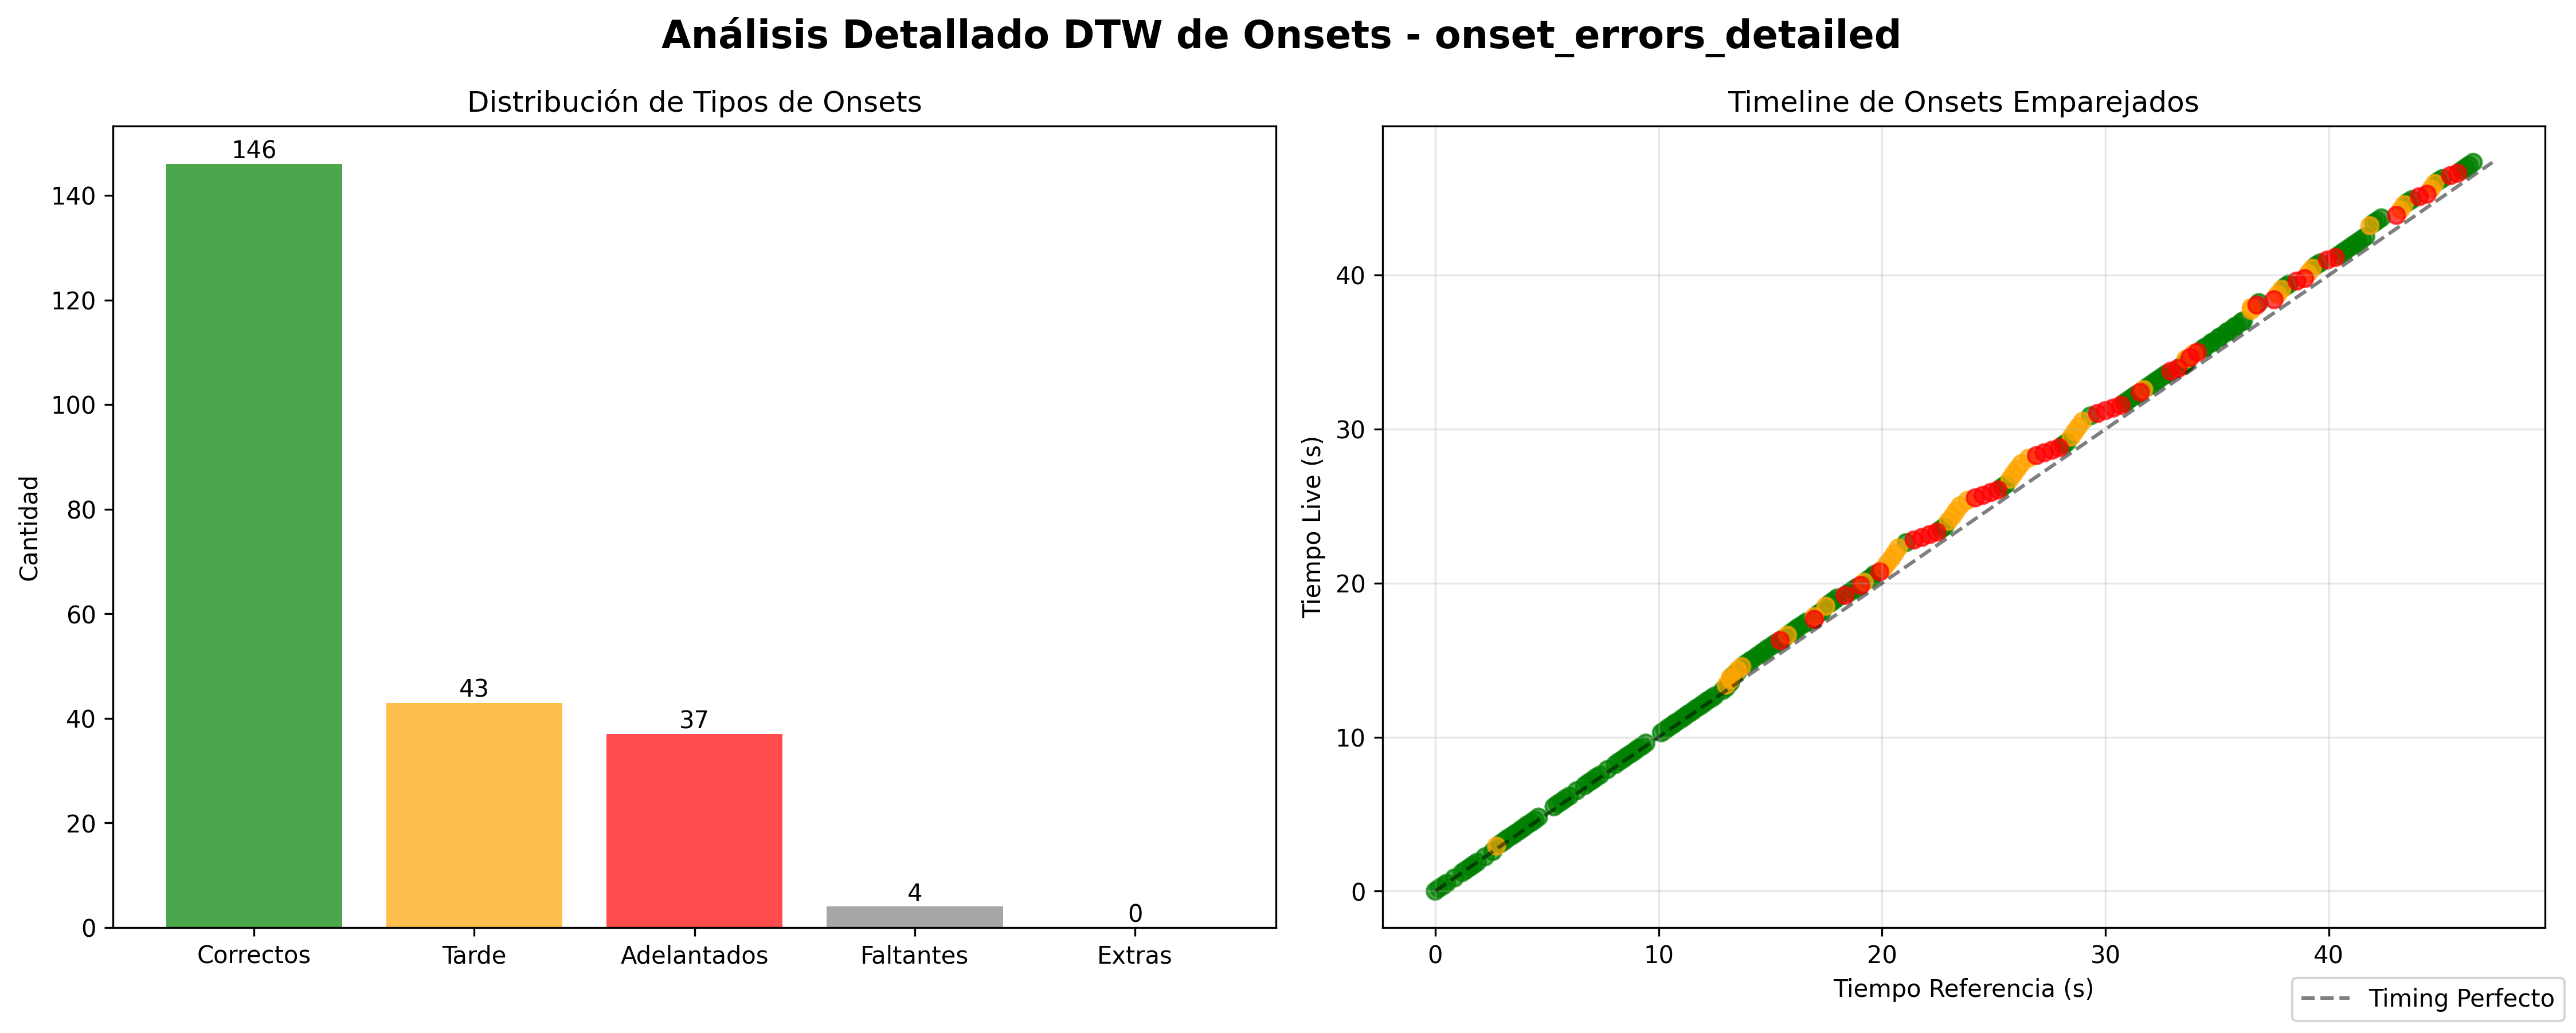 Análisis Detallado DTW de Onsets - onset_errors_detailed
Distribución de Tipos de Onsets
Cantidad
140
120
100
80
60
40
20
0
146
43
37
4
0
Correctos
Tarde
Adelantados
Faltantes
Extras
Timeline de Onsets Emparejados
Tiempo Live (s)
40
30
20
10
0
0
10
20
30
40
Tiempo Referencia (s)
Timing Perfecto